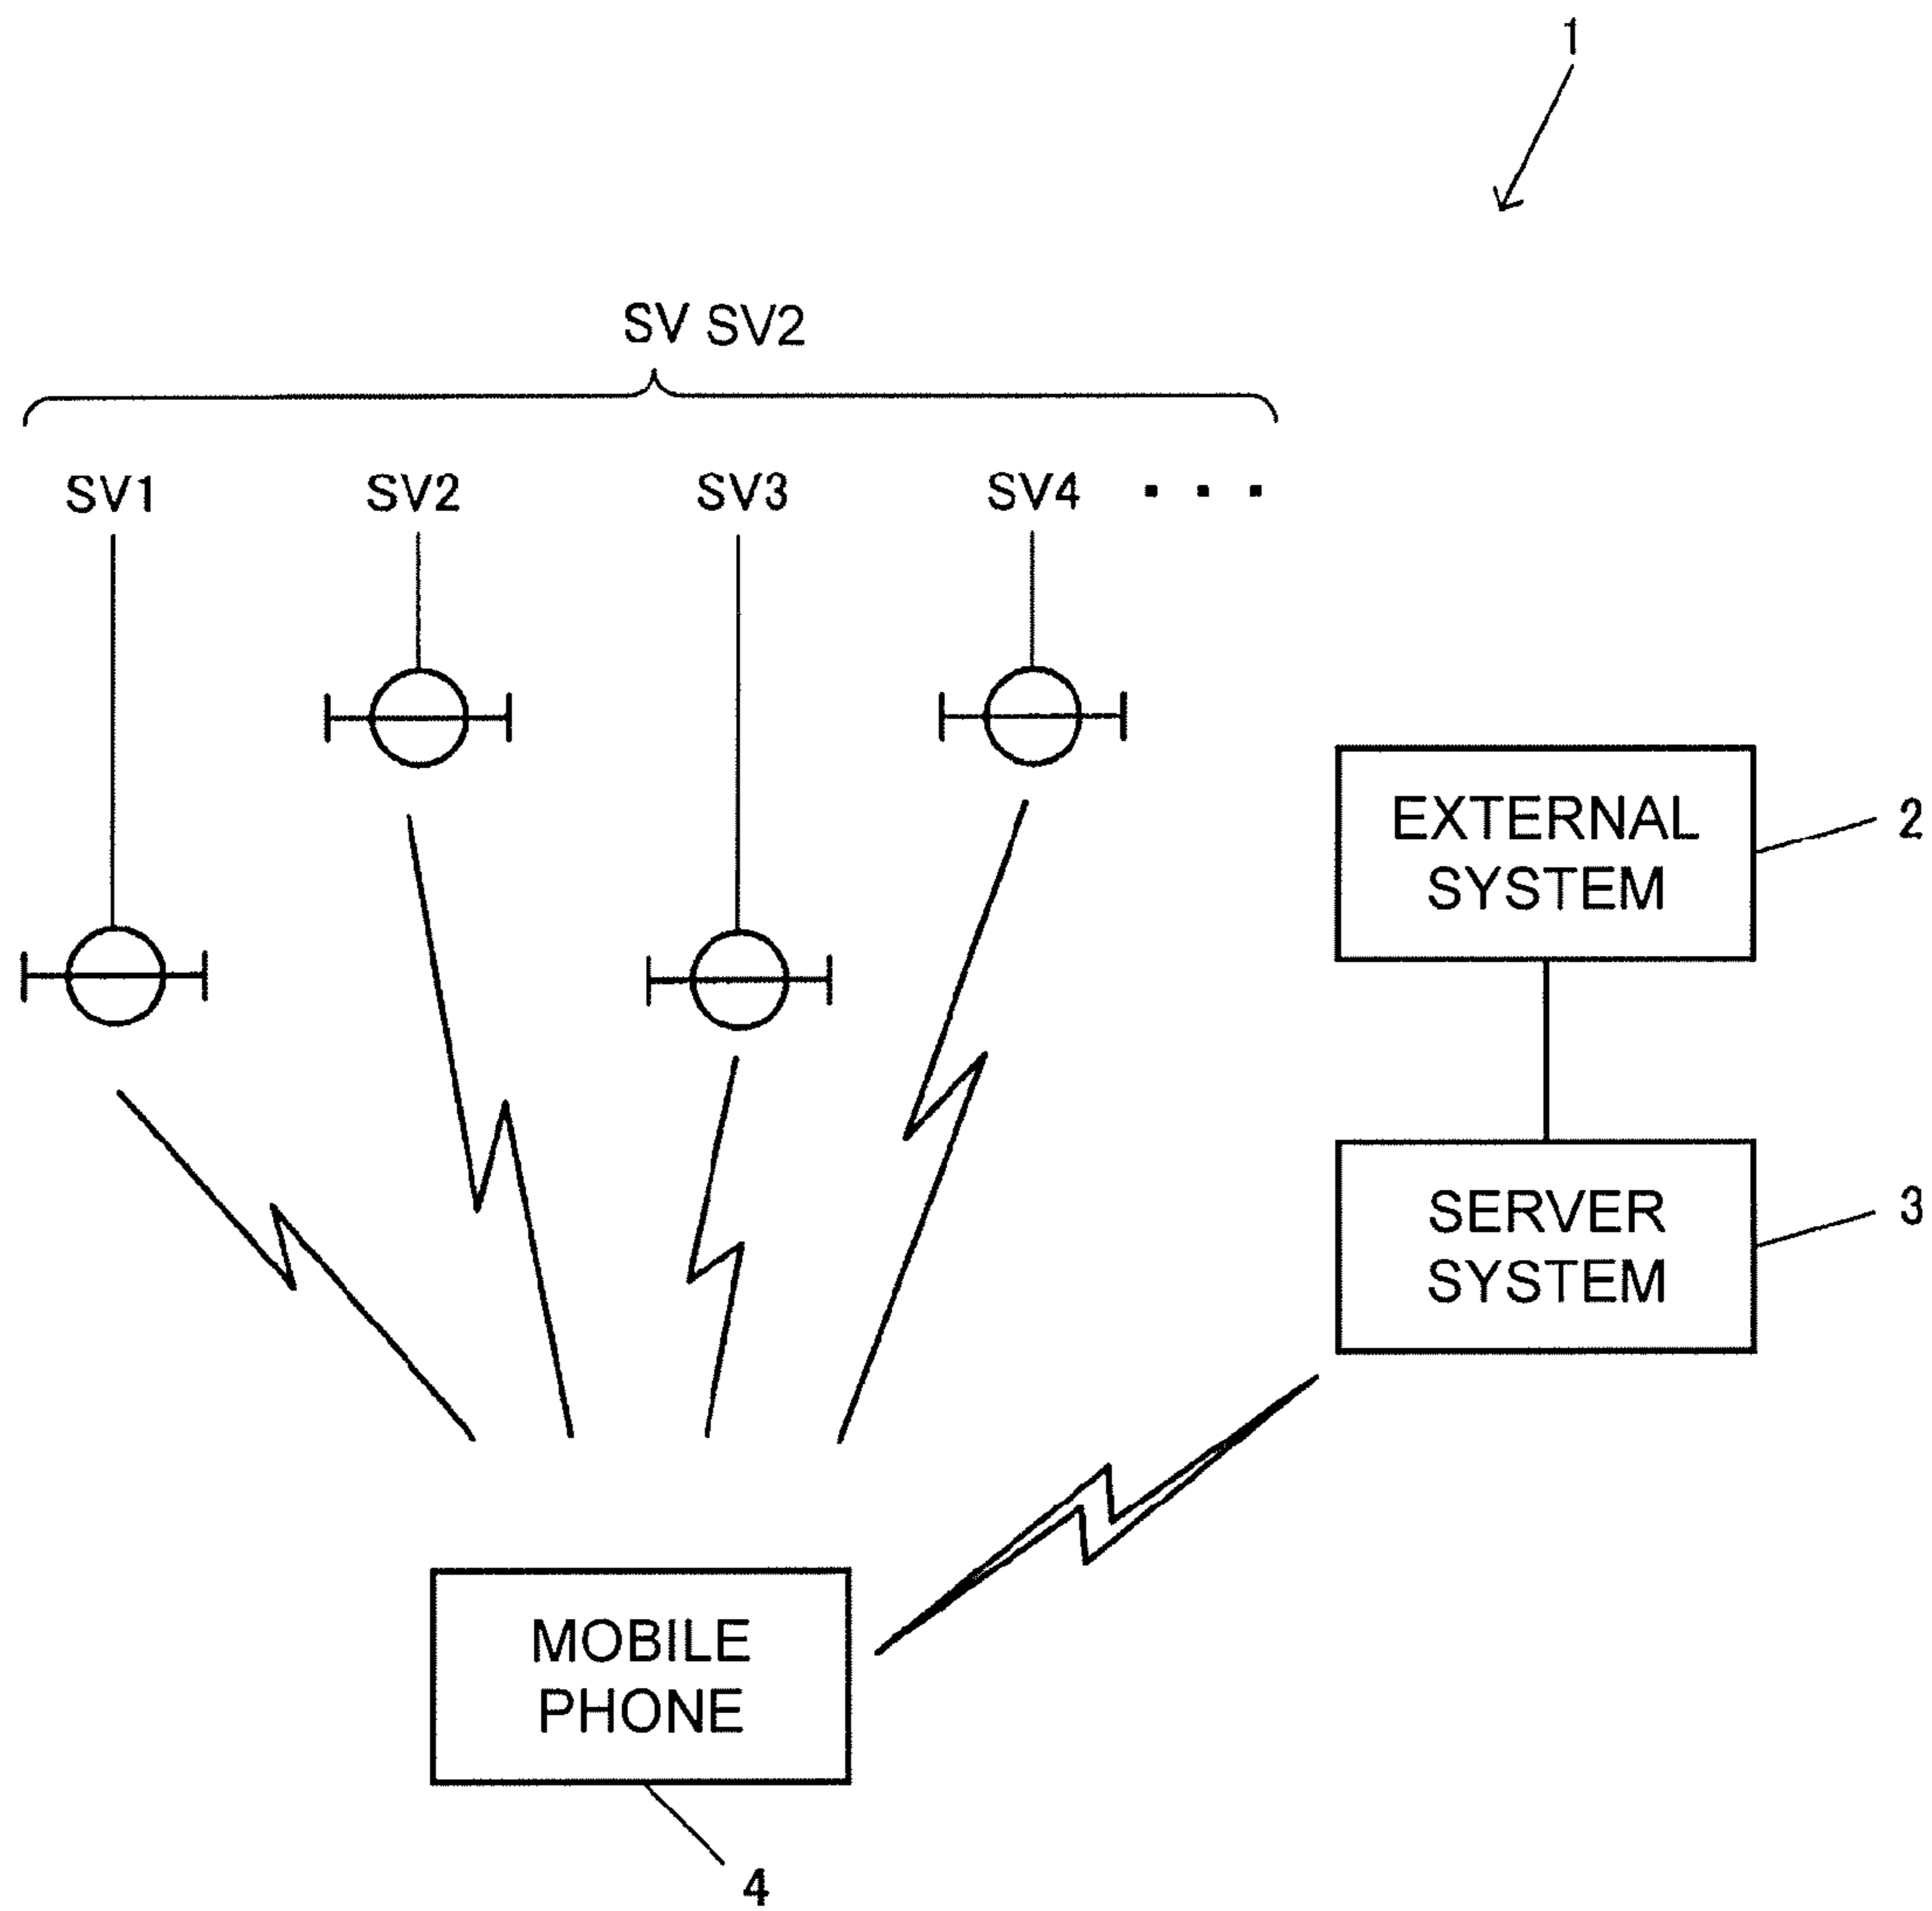 1
SV SV2
SV1 SV2 SV3 SV4 ...
EXTERNAL
SYSTEM
2
SERVER
SYSTEM
3
MOBILE
PHONE
4